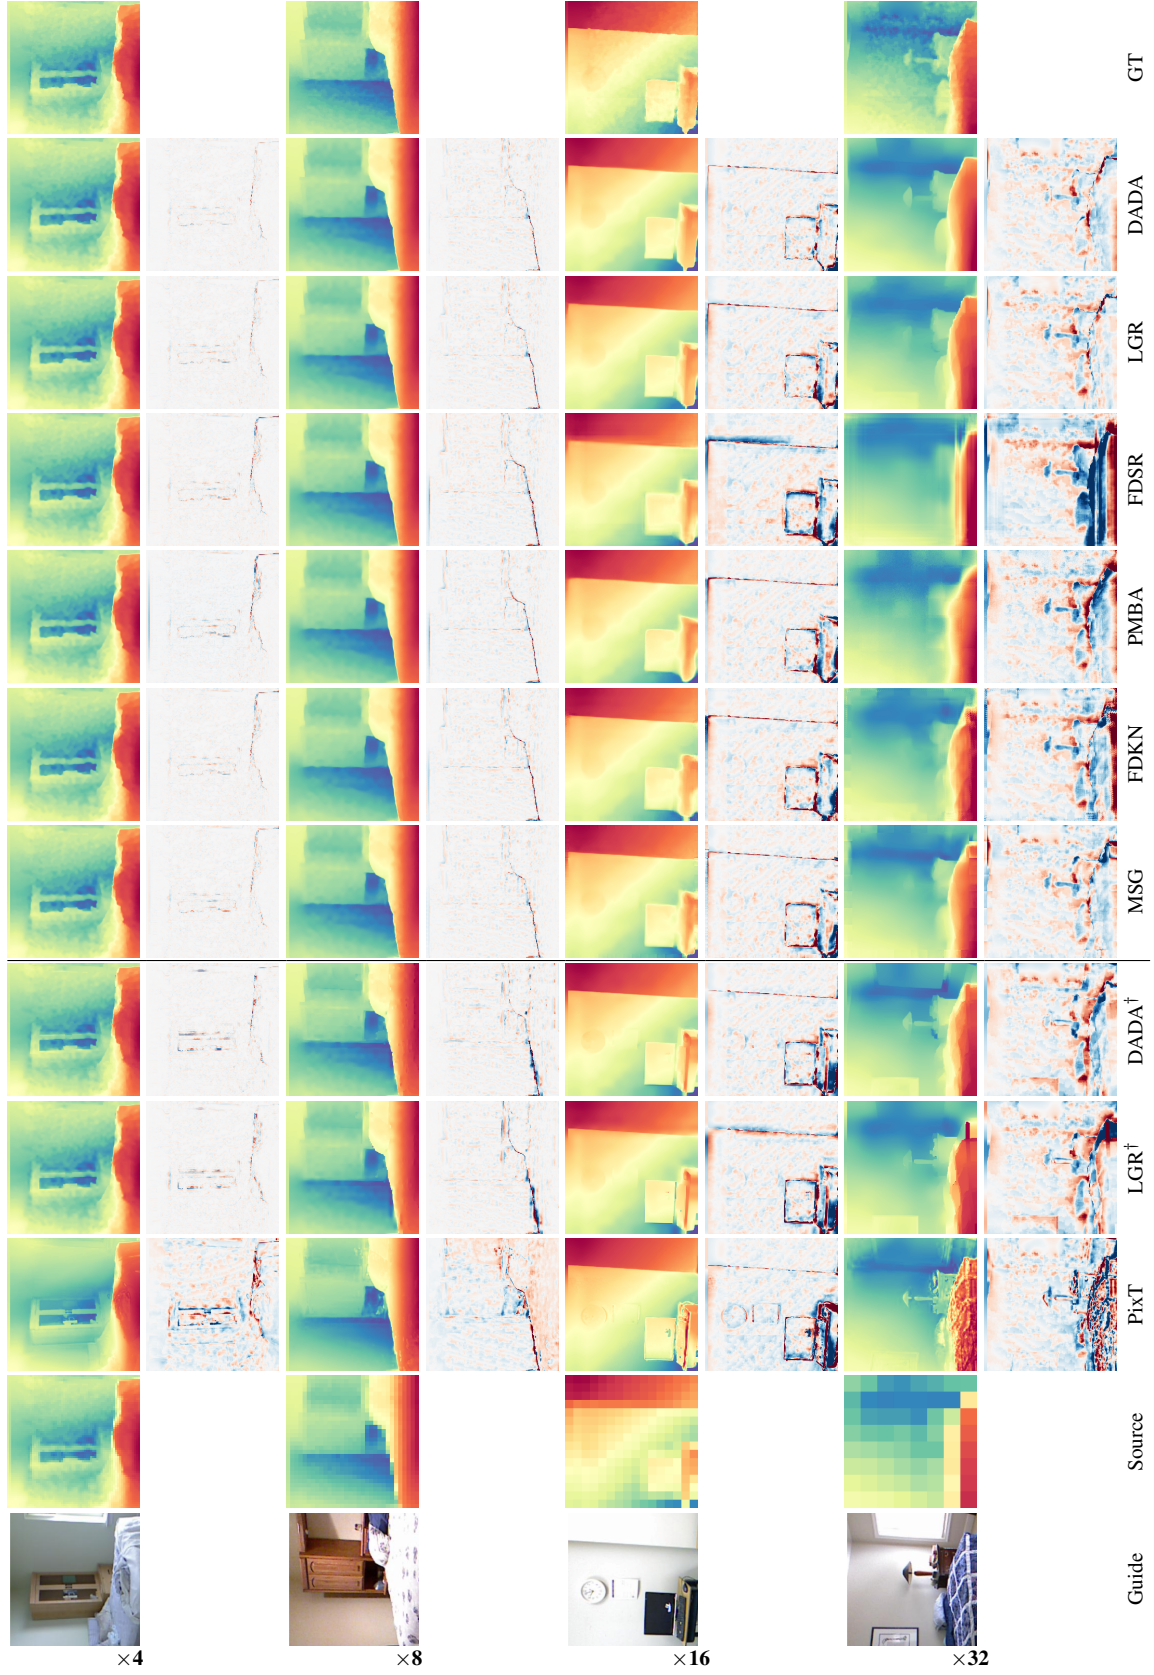 GT
DADA
LGR
FDSR
PMBA
FDKN
MSG
DADA†
LGR†
PixT
Source
Guide
×4
×8
×16
×32